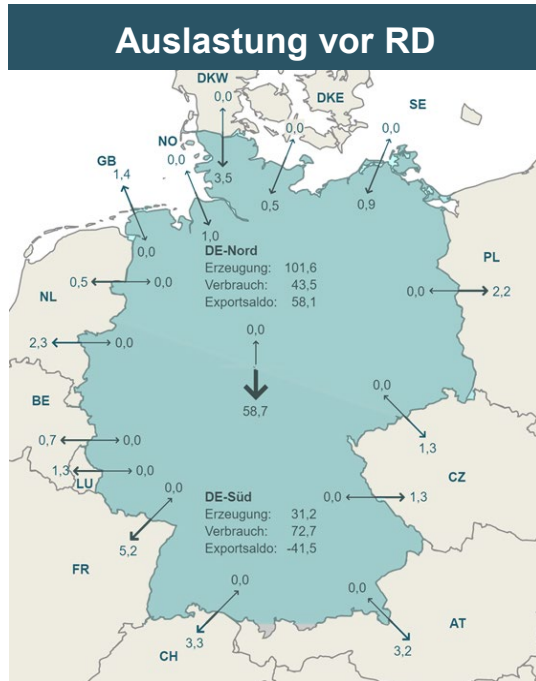 Auslastung vor RD
DKW
0,0
DKE
SE
NO
0,0
0,0
GB
0,0
1,4
3,5
0,5
0,9
1,0
0,0
DE-Nord
Erzeugung: 101,6
Verbrauch: 43,5
Exportsaldo: 58,1
PL
0,5
0,0
NL
0,0
2,2
0,0
2,3
0,0
BE
58,7
0,0
0,7
0,0
1,3
1,3
0,0
LU
CZ
0,0
DE-Süd
Erzeugung: 31,2
Verbrauch: 72,7
Exportsaldo: -41,5
0,0
1,3
5,2
FR
0,0
0,0
AT
3,3
3,2
CH